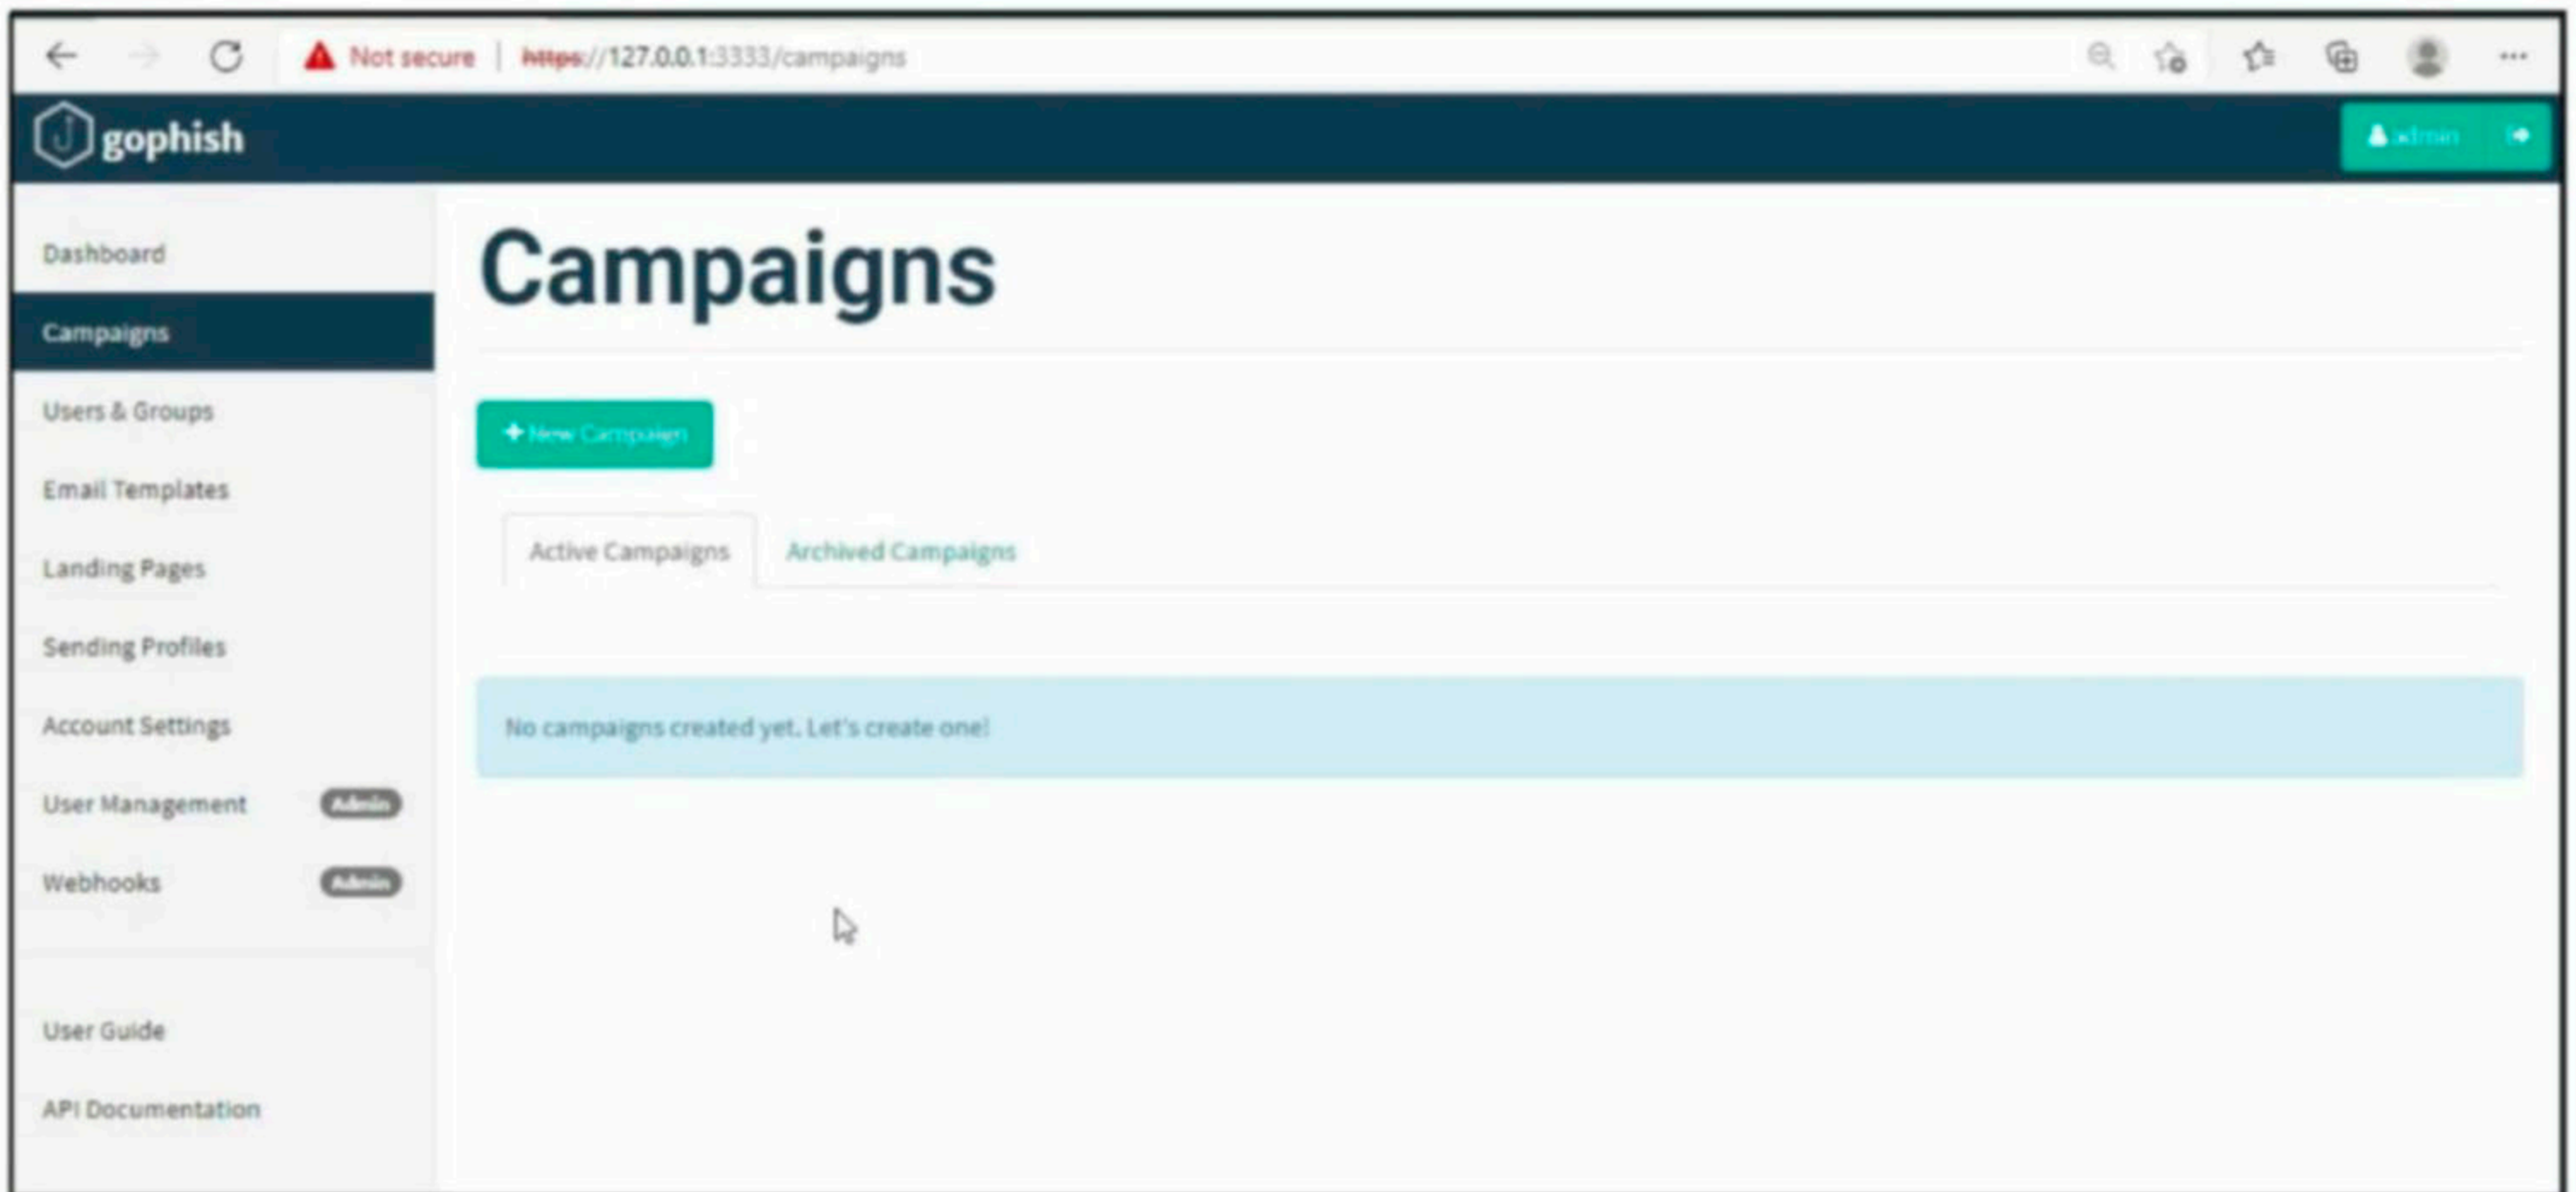 Not secure | https://127.0.0.1:3333/campaigns
gophish
admin
Dashboard
Campaigns
Users & Groups
Email Templates
Landing Pages
Sending Profiles
Account Settings
User Management Admin
Webhooks Admin
User Guide
API Documentation
Campaigns
New Campaign
Active Campaigns Archived Campaigns
No campaigns created yet. Let's create one!